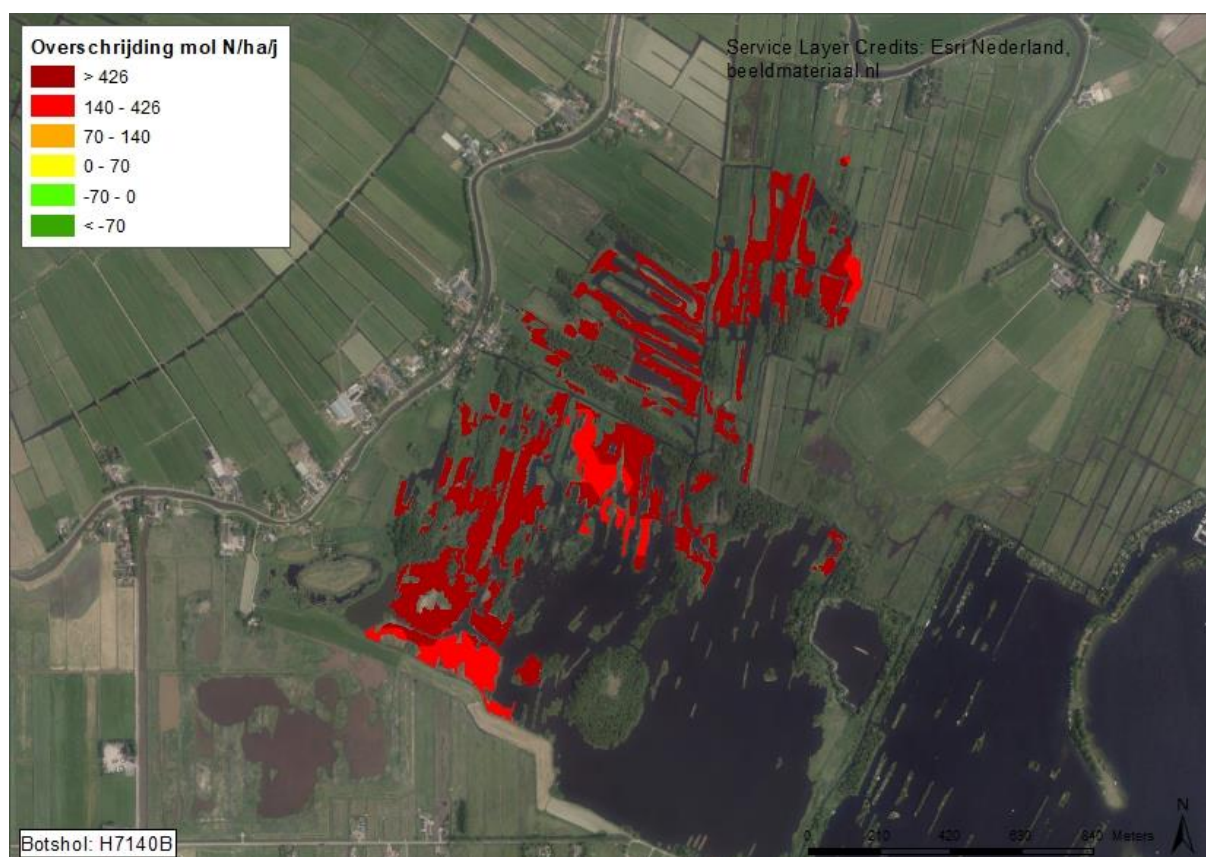 Overschrijding mol N/ha/j
> 426
140 - 426
70 - 140
0 - 70
-70 - 0
< -70
Service Layer Credits: Esri Nederland,
beeldmateriaal.nl
N
0 210 420 630 840 Meters
Botshol: H7140B